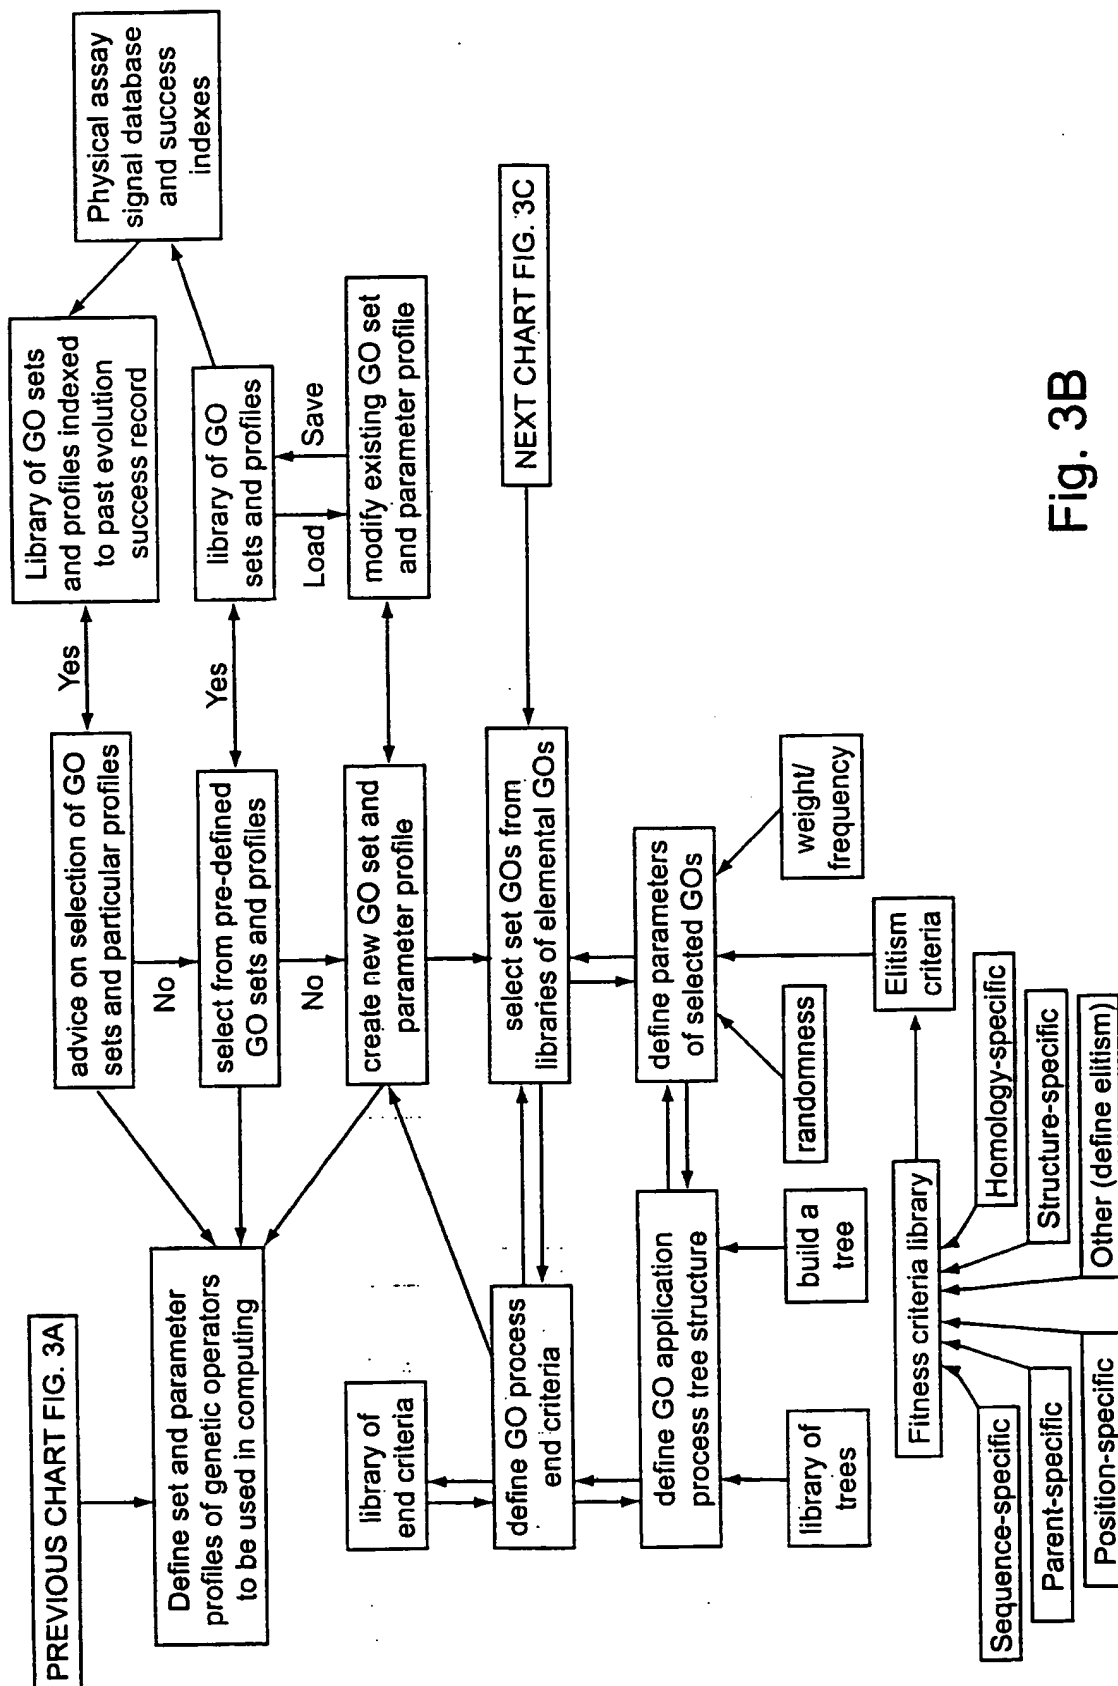 PREVIOUS CHART FIG. 3A
Define set and parameter
profiles of genetic operators
to be used in computing
advice on selection of GO
sets and particular profiles
Yes
Library of GO sets
and profiles indexed
to past evolution
success record
Physical assay
signal database
and success
indexes
No
select from pre-defined
GO sets and profiles
Yes
library of GO
sets and profiles
No
Load
Save
create new GO set and
parameter profile
modify existing GO set
and parameter profile
library of
end criteria
define GO process
end criteria
select set GOs from
libraries of elemental GOs
NEXT CHART FIG. 3C
define GO application
process tree structure
define parameters
of selected GOs
library of
trees
build a
tree
randomness
weight/
frequency
Elitism
criteria
Fitness criteria library
Sequence-specific
Parent-specific
Position-specific
Homology-specific
Structure-specific
Other (define elitism)
Fig. 3B